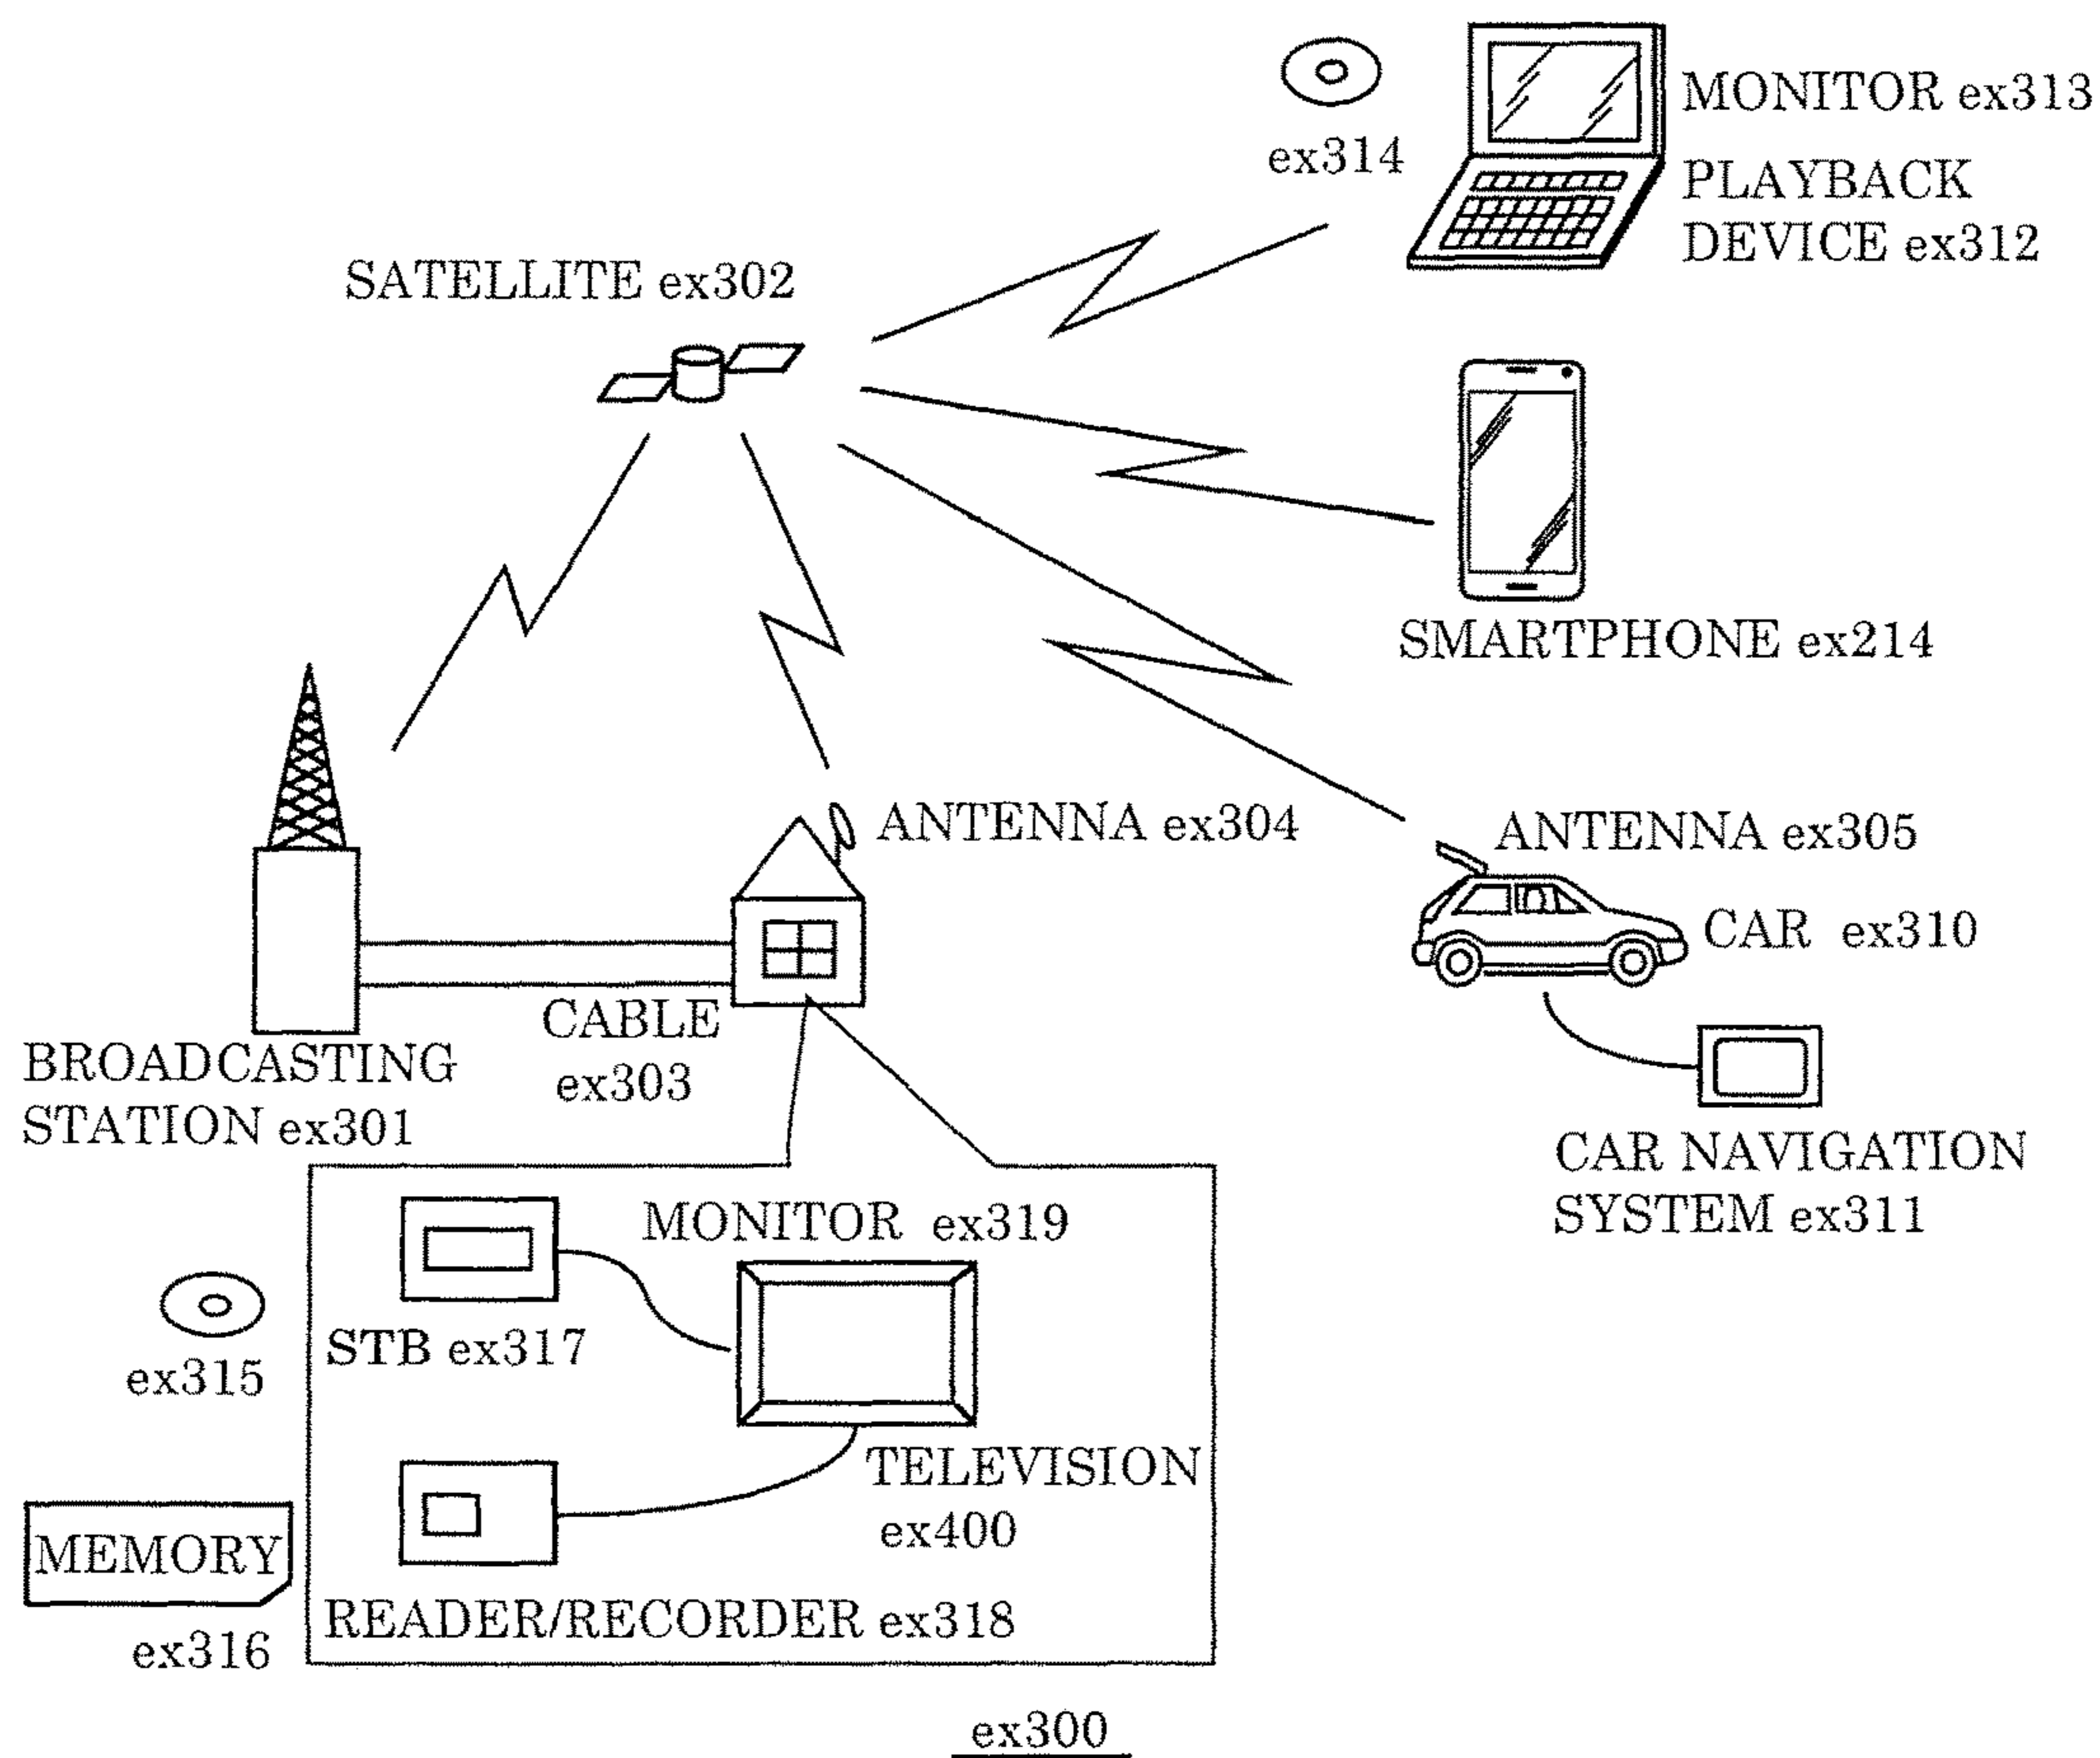 MONITOR ex313
ex314
PLAYBACK
DEVICE ex312
SATELLITE ex302
SMARTPHONE ex214
ANTENNA ex304
ANTENNA ex305
CAR ex310
CABLE
ex303
BROADCASTING
STATION ex301
CAR NAVIGATION
SYSTEM ex311
MONITOR ex319
STB ex317
ex315
TELEVISION
ex400
MEMORY
ex316
READER/RECORDER ex318
ex300